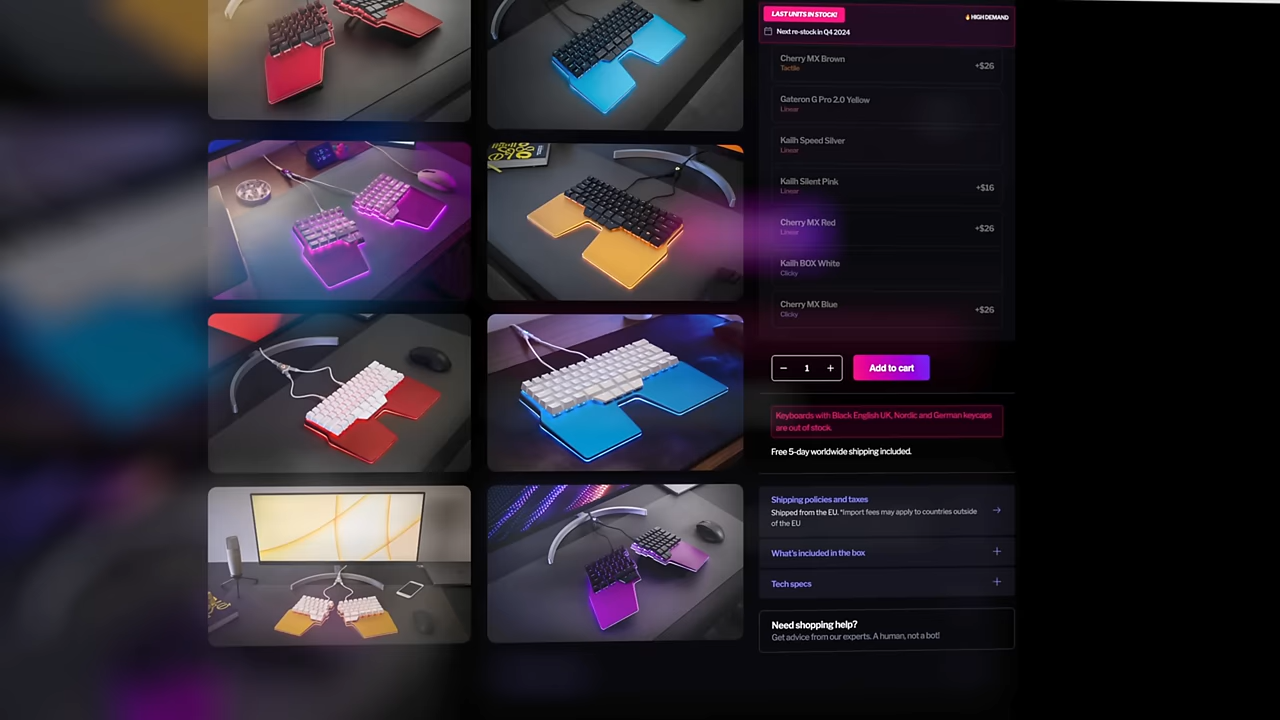 LAST UNITS IN STOCK!
🔥HIGH DEMAND
Next re-stock in Q4 2024
Cherry MX Brown
+$26
Tactile
Gateron G Pro 2.0 Yellow
Linear
Kailh Speed Silver
Linear
Kailh Silent Pink
+$16
Linear
Cherry MX Red
+$26
Linear
Kailh BOX White
Clicky
Cherry MX Blue
+$26
Clicky
− 1 +
Add to cart
Keyboards with Black English UK, Nordic and German keycaps
are out of stock.
Free 5-day worldwide shipping included.
Shipping policies and taxes
Shipped from the EU. *Import fees may apply to countries outside
of the EU
What's included in the box
Tech specs
Need shopping help?
Get advice from our experts. A human, not a bot!